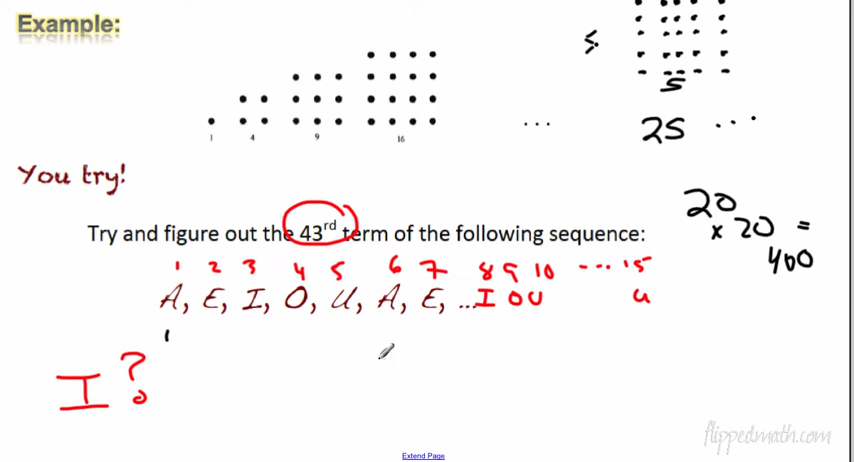 Example:
5
5
1 4 9 16 ... 25 ...
You try!
20
x 20 =
400
Try and figure out the 43rd term of the following sequence:
1 2 3 4 5 6 7 8 9 10 ... 15
A, E, I, O, U, A, E, ... I O U u
1
I ?
flippedmath.com
Extend Page